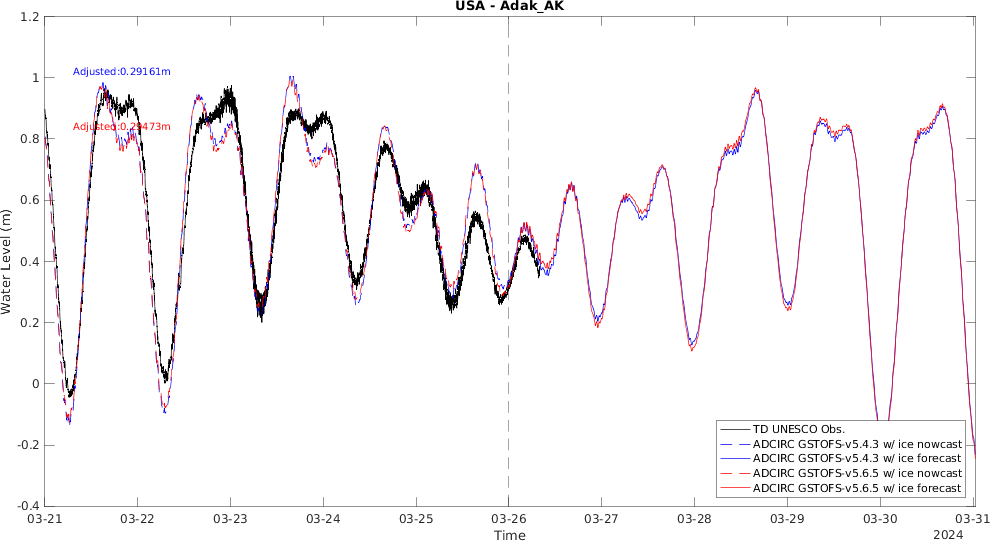 USA - Adak_AK
1.2
1
0.8
0.6
0.4
0.2
0
-0.2
-0.4
Water Level (m)
Adjusted:0.29161m
Adjusted:0.29473m
TD UNESCO Obs.
ADCIRC GSTOFS-v5.4.3 w/ ice nowcast
ADCIRC GSTOFS-v5.4.3 w/ ice forecast
ADCIRC GSTOFS-v5.6.5 w/ ice nowcast
ADCIRC GSTOFS-v5.6.5 w/ ice forecast
03-21 03-22 03-23 03-24 03-25 03-26 03-27 03-28 03-29 03-30 03-31
Time
2024